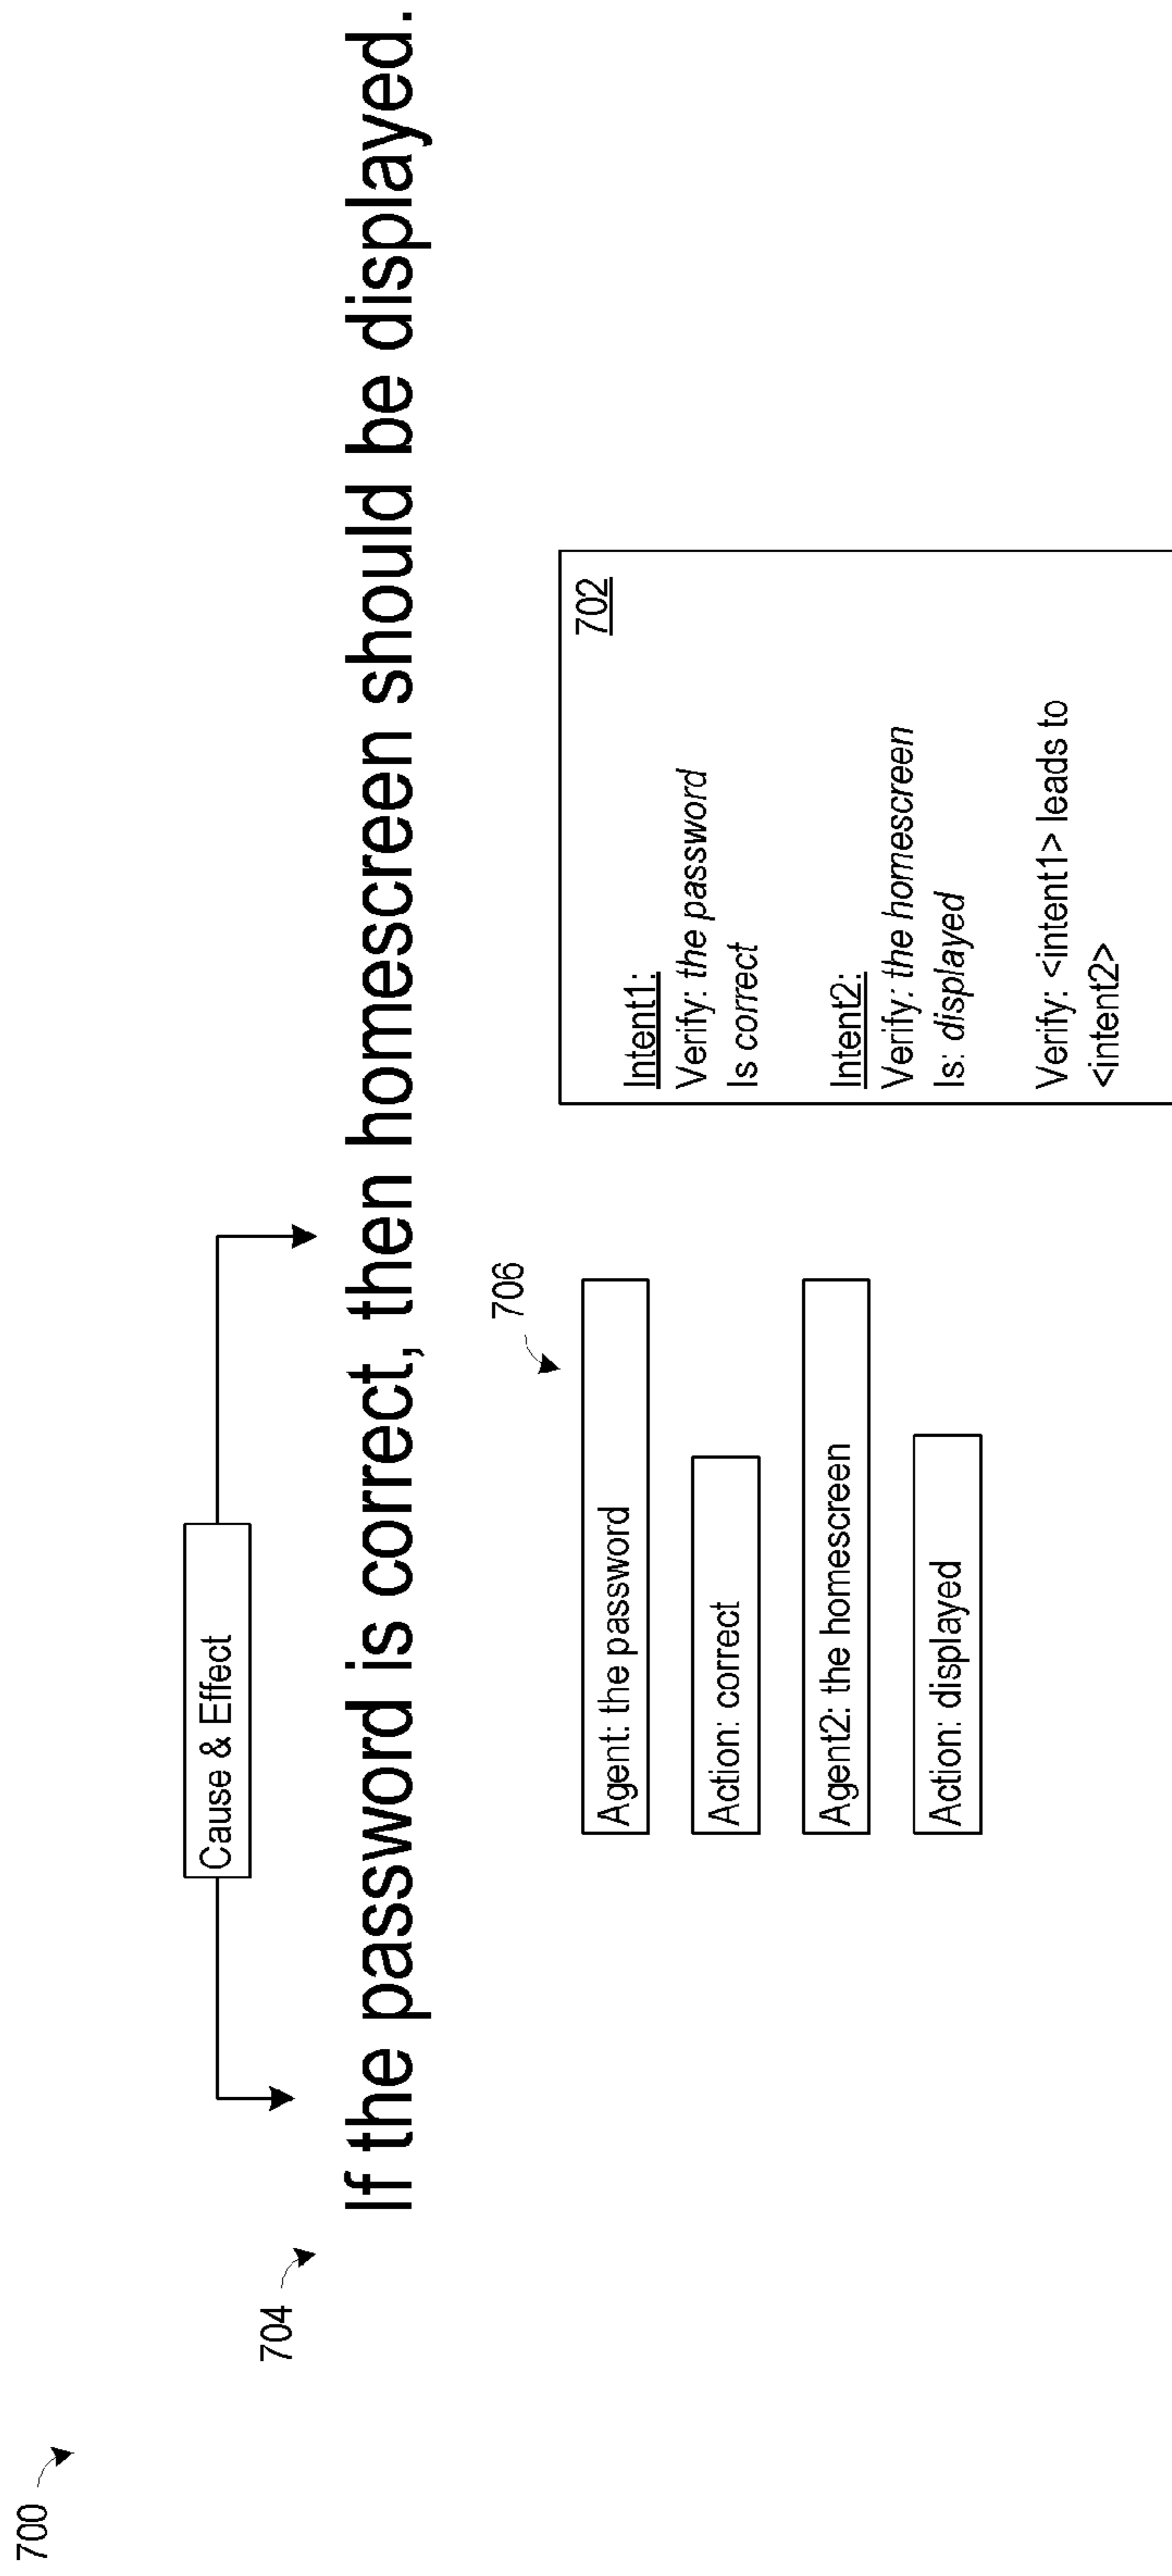 700
Cause & Effect
704
If the password is correct, then homescreen should be displayed.
706
Agent: the password
Action: correct
Agent2: the homescreen
Action: displayed
702
Intent1:
Verify: the password
Is correct
Intent2:
Verify: the homescreen
Is: displayed
Verify: <intent1> leads to
<intent2>